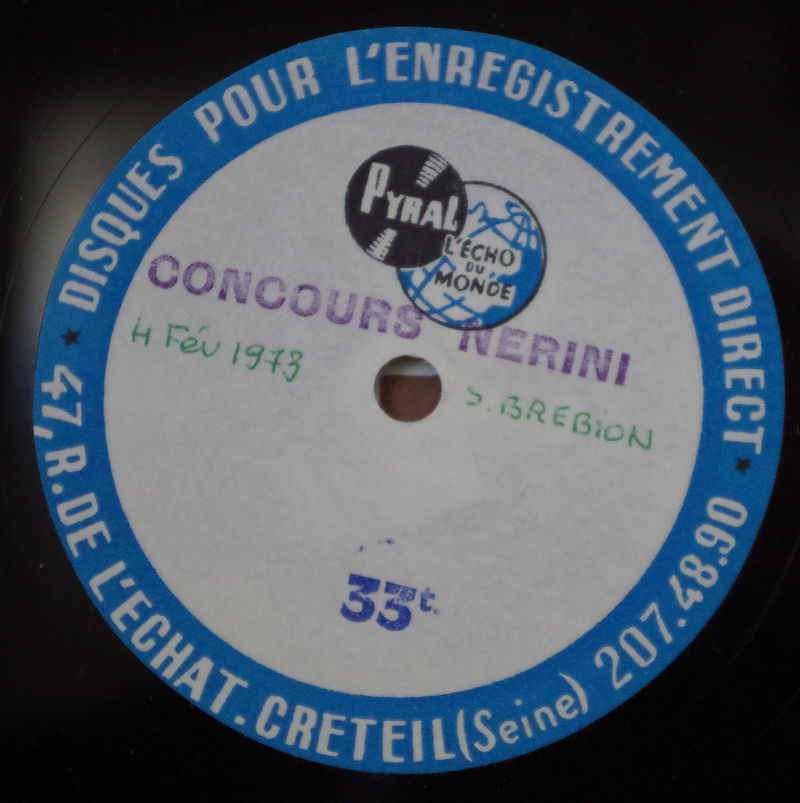 DISQUES POUR L'ENREGISTREMENT DIRECT
PYRAL
L'ÉCHO
DU
MONDE
CONCOURS NERINI
4 Fév 1973
S. BREBION
33t.
47, R. DE L'ECHAT. CRETEIL (Seine) 207.48.90